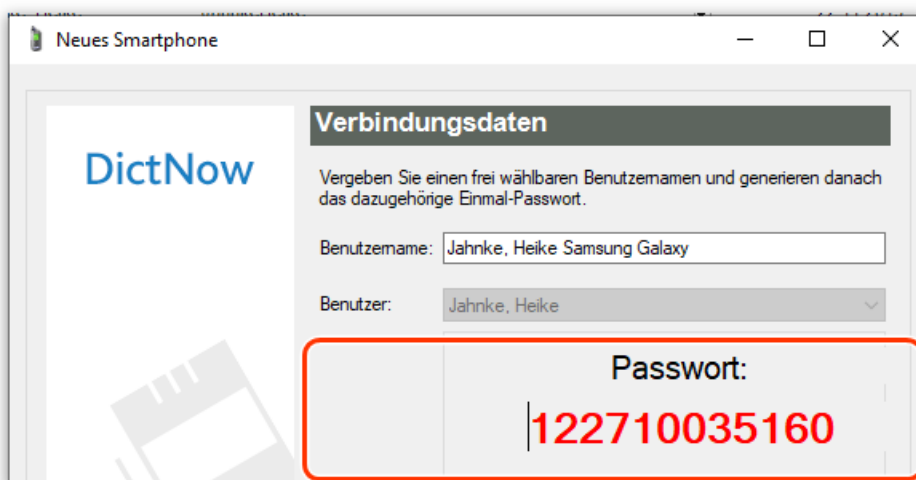 Neues Smartphone
DictNow
Verbindungsdaten
Vergeben Sie einen frei wählbaren Benutzernamen und generieren danach
das dazugehörige Einmal-Passwort.
Benutzername: Jahnke, Heike Samsung Galaxy
Benutzer: Jahnke, Heike
Passwort:
122710035160